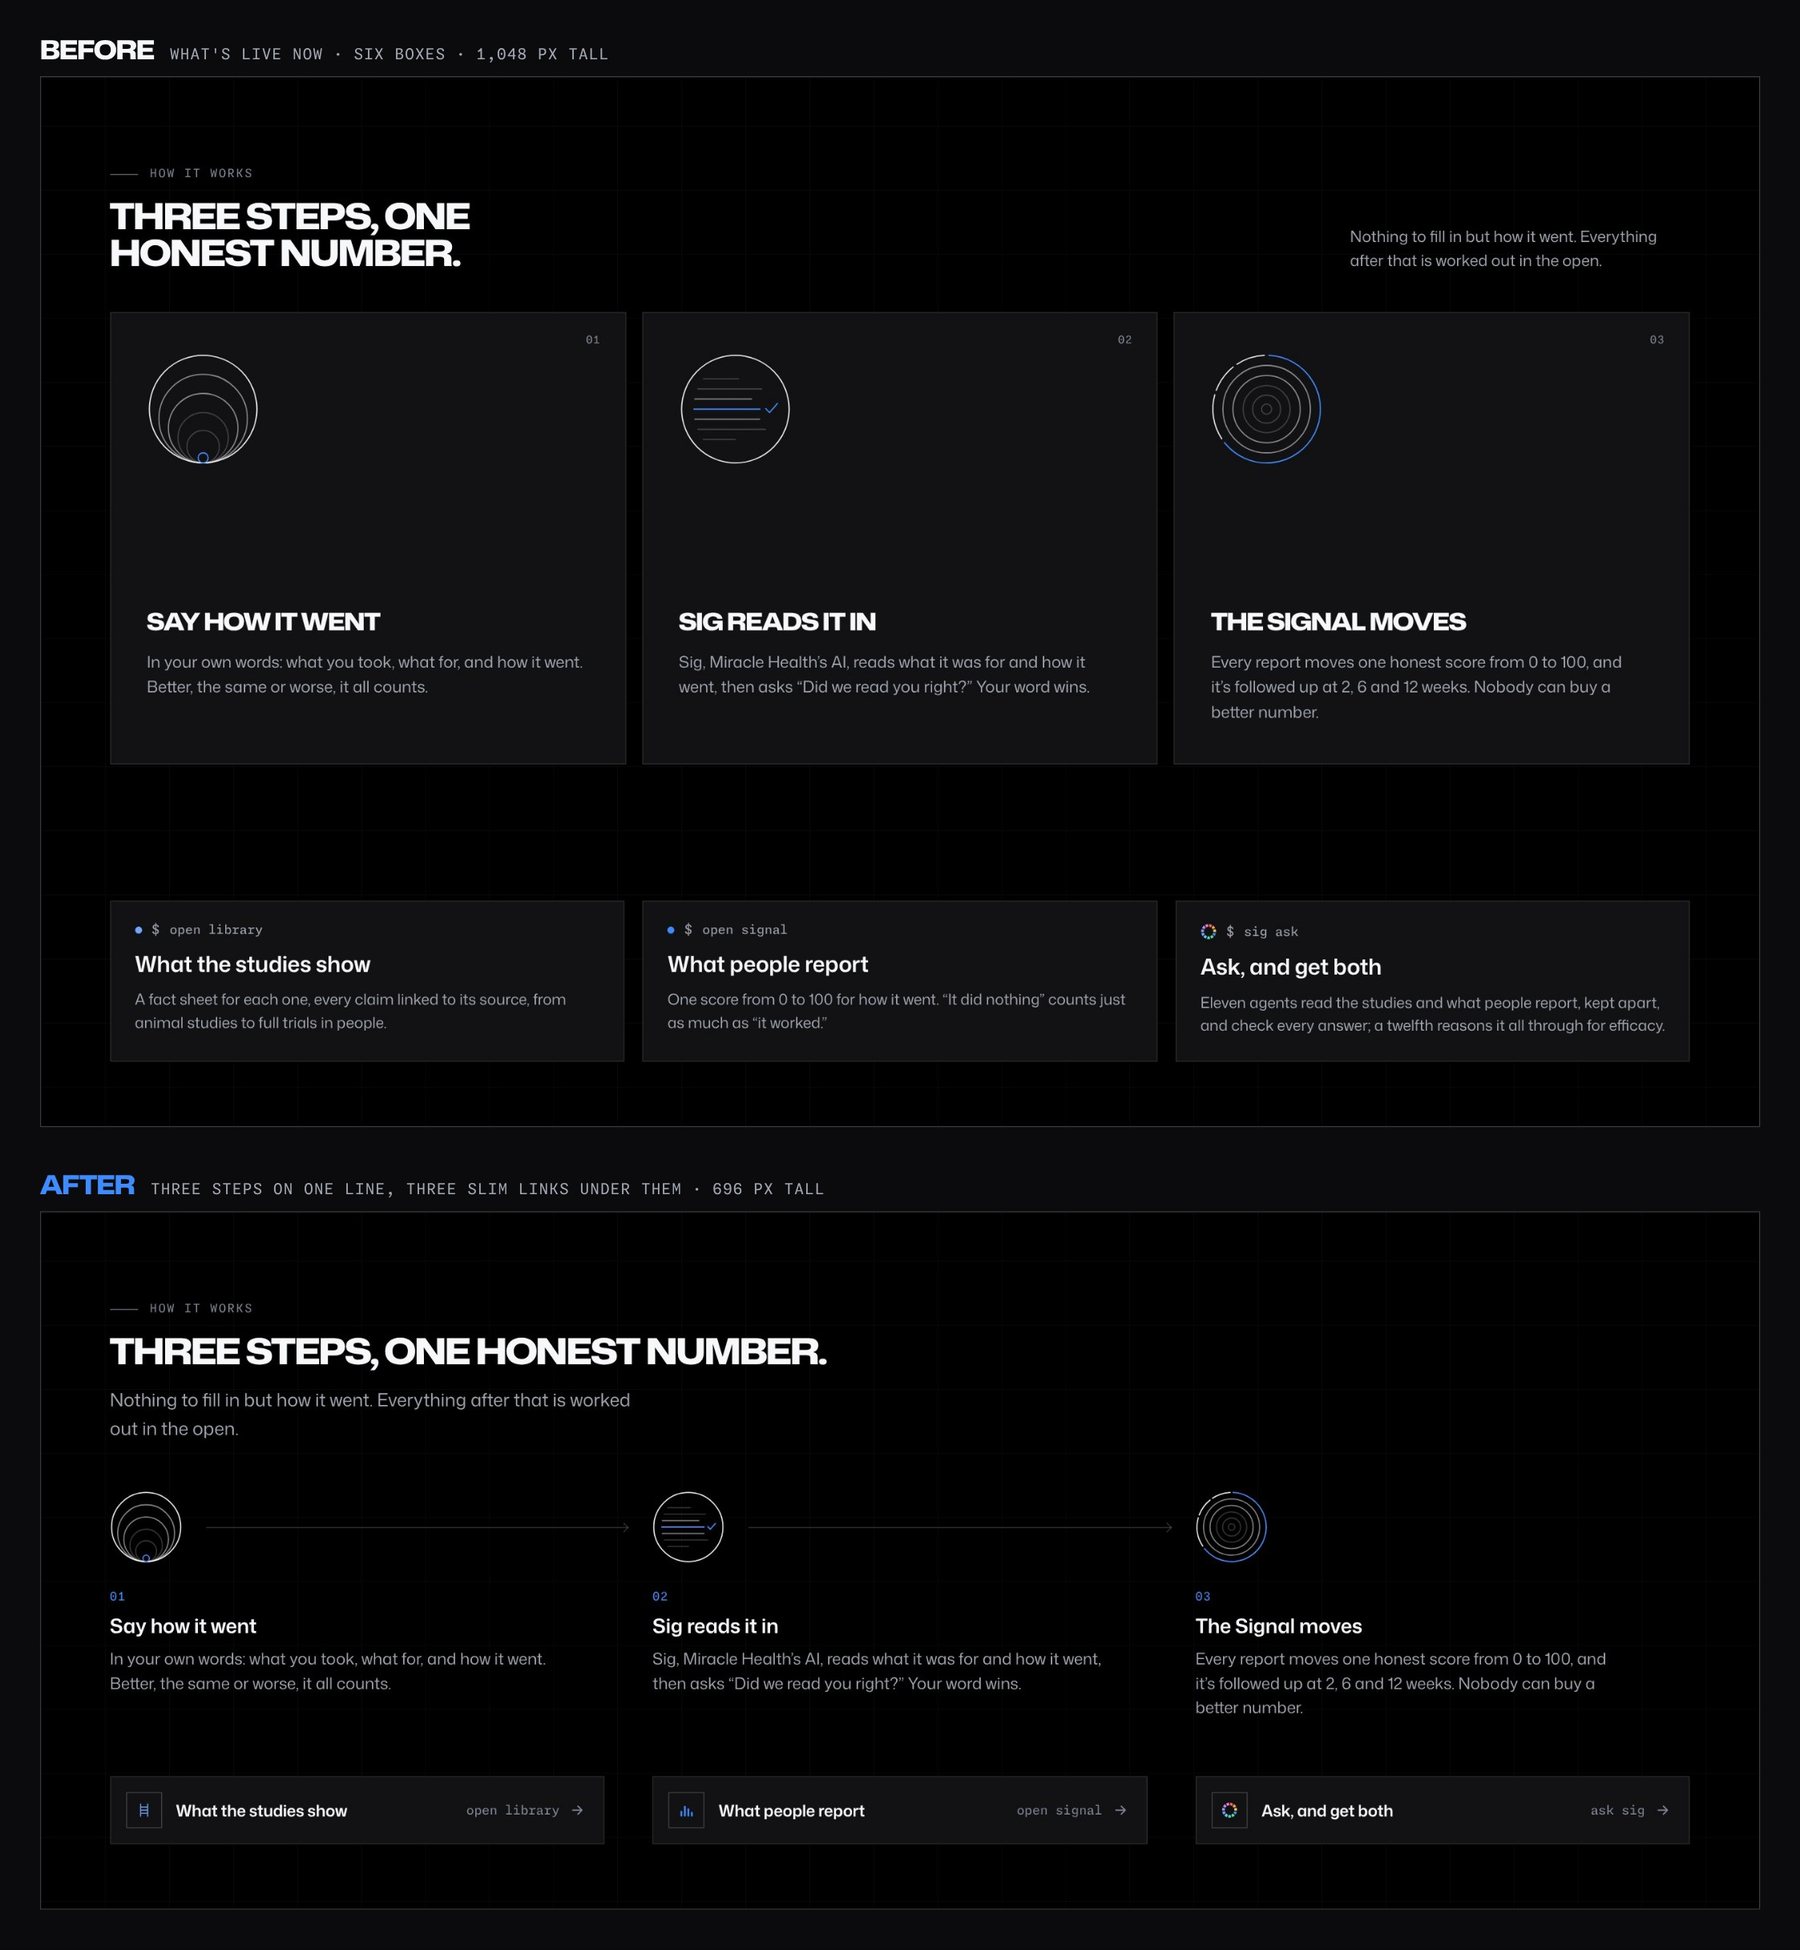 BEFORE WHAT'S LIVE NOW · SIX BOXES · 1,048 PX TALL
HOW IT WORKS
THREE STEPS, ONE
HONEST NUMBER.
Nothing to fill in but how it went. Everything
after that is worked out in the open.
01
SAY HOW IT WENT
In your own words: what you took, what for, and how it went.
Better, the same or worse, it all counts.
02
SIG READS IT IN
Sig, Miracle Health's AI, reads what it was for and how it
went, then asks “Did we read you right?” Your word wins.
03
THE SIGNAL MOVES
Every report moves one honest score from 0 to 100, and
it's followed up at 2, 6 and 12 weeks. Nobody can buy a
better number.
$ open library
What the studies show
A fact sheet for each one, every claim linked to its source, from
animal studies to full trials in people.
$ open signal
What people report
One score from 0 to 100 for how it went. “It did nothing” counts just
as much as “it worked.”
$ sig ask
Ask, and get both
Eleven agents read the studies and what people report, kept apart,
and check every answer; a twelfth reasons it all through for efficacy.
AFTER THREE STEPS ON ONE LINE, THREE SLIM LINKS UNDER THEM · 696 PX TALL
HOW IT WORKS
THREE STEPS, ONE HONEST NUMBER.
Nothing to fill in but how it went. Everything after that is worked
out in the open.
01
Say how it went
In your own words: what you took, what for, and how it went.
Better, the same or worse, it all counts.
02
Sig reads it in
Sig, Miracle Health's AI, reads what it was for and how it went,
then asks “Did we read you right?” Your word wins.
03
The Signal moves
Every report moves one honest score from 0 to 100, and
it's followed up at 2, 6 and 12 weeks. Nobody can buy a
better number.
What the studies show open library →
What people report open signal →
Ask, and get both ask sig →